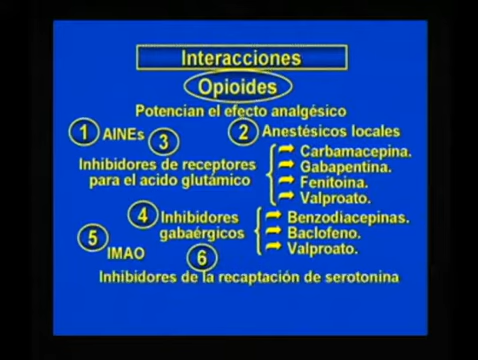 Interacciones
Opioides
Potencian el efecto analgésico
1 AINEs
2 Anestésicos locales
3
Inhibidores de receptores
para el acido glutámico
Carbamacepina.
Gabapentina.
Fenitoina.
Valproato.
4 Inhibidores
gabaérgicos
Benzodiacepinas.
Baclofeno.
Valproato.
5
IMAO
6
Inhibidores de la recaptación de serotonina